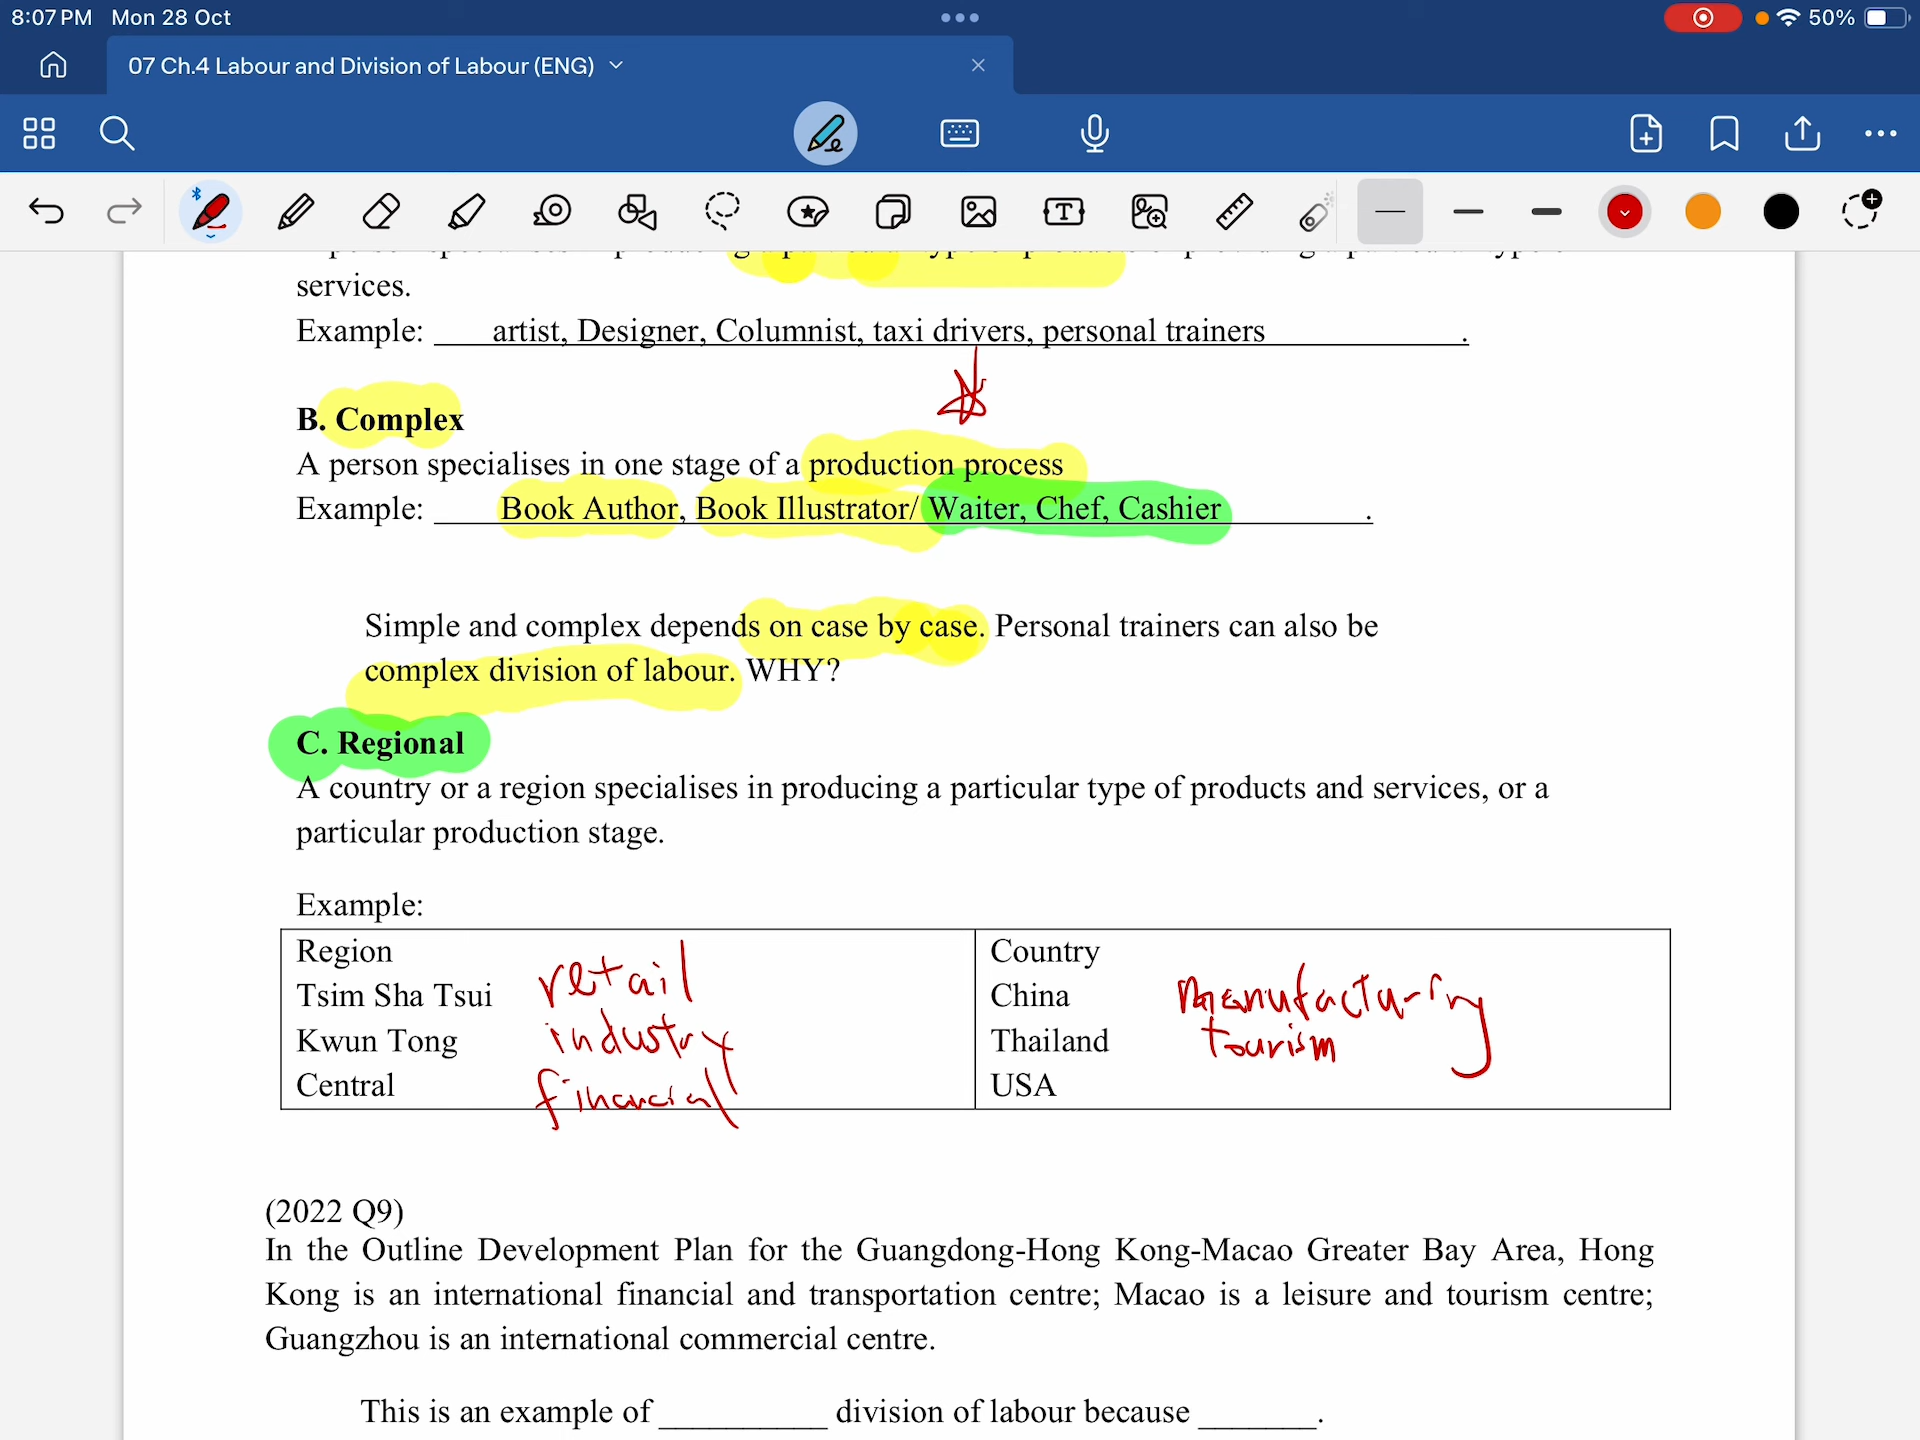 8:07 PM Mon 28 Oct
50%
07 Ch.4 Labour and Division of Labour (ENG)
services.
Example: ____artist, Designer, Columnist, taxi drivers, personal trainers____________.
B. Complex
A person specialises in one stage of a production process
Example: ____Book Author, Book Illustrator/ Waiter, Chef, Cashier_________.
Simple and complex depends on case by case. Personal trainers can also be
complex division of labour. WHY?
C. Regional
A country or a region specialises in producing a particular type of products and services, or a
particular production stage.
Example:
Region
Tsim Sha Tsui retail
Kwun Tong industry
Central financial
Country
China manufacturing
Thailand tourism
USA
(2022 Q9)
In the Outline Development Plan for the Guangdong-Hong Kong-Macao Greater Bay Area, Hong
Kong is an international financial and transportation centre; Macao is a leisure and tourism centre;
Guangzhou is an international commercial centre.
This is an example of __________ division of labour because _______.